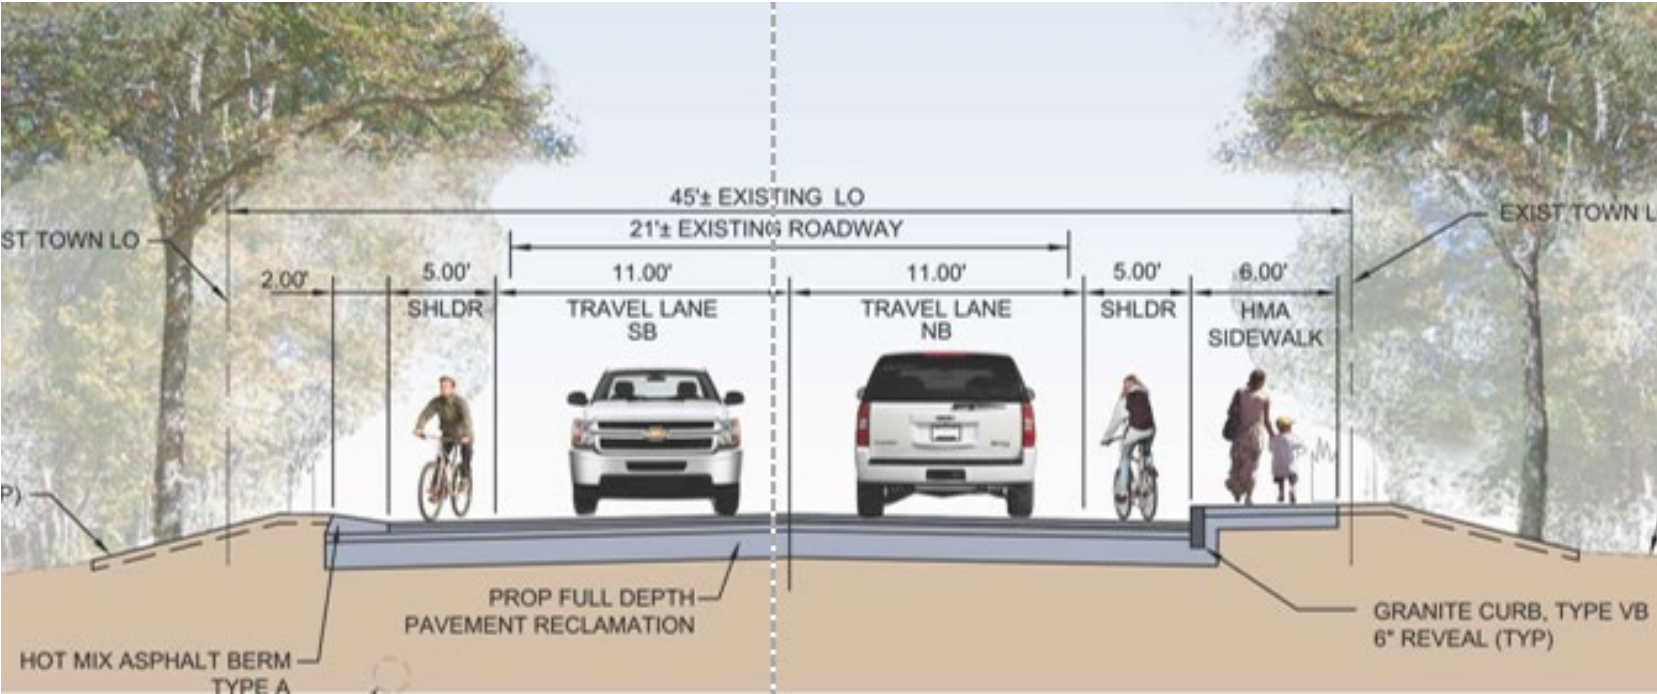 45'± EXISTING LO
21'± EXISTING ROADWAY
ST TOWN LO
EXIST TOWN L
2.00'
5.00'
11.00'
11.00'
5.00'
6.00'
SHLDR
TRAVEL LANE
SB
TRAVEL LANE
NB
SHLDR
HMA
SIDEWALK
P)
PROP FULL DEPTH
PAVEMENT RECLAMATION
HOT MIX ASPHALT BERM
TYPE A
GRANITE CURB, TYPE VB
6" REVEAL (TYP)